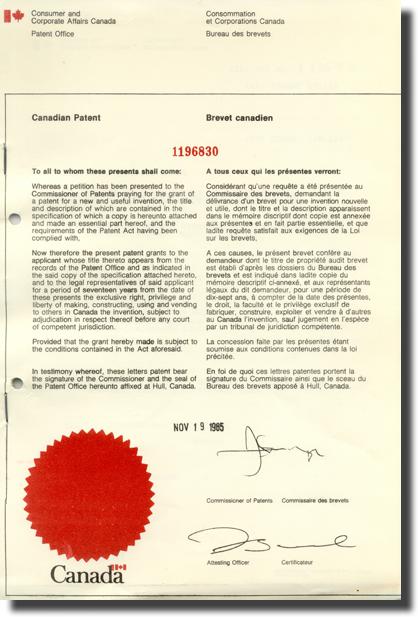 Consumer and
Corporate Affairs Canada
Patent Office
Consommation
et Corporations Canada
Bureau des brevets
Canadian Patent
Brevet canadien
1196830
To all to whom these presents shall come:
Whereas a petition has been presented to the
Commissioner of Patents praying for the grant of
a patent for a new and useful invention, the title
and description of which are contained in the
specification of which a copy is hereunto attached
and made an essential part hereof, and the
requirements of the Patent Act having been
complied with,
Now therefore the present patent grants to the
applicant whose title thereto appears from the
records of the Patent Office and as indicated in
the said copy of the specification attached hereto,
and to the legal representatives of said applicant
for a period of seventeen years from the date of
these presents the exclusive right, privilege and
liberty of making, constructing, using and vending
to others in Canada the invention, subject to
adjudication in respect thereof before any court
of competent jurisdiction.
Provided that the grant hereby made is subject to
the conditions contained in the Act aforesaid.
In testimony whereof, these letters patent bear
the signature of the Commissioner and the seal of
the Patent Office hereunto affixed at Hull, Canada.
A tous ceux qui les présentes verront:
Considérant qu'une requête a été présentée au
Commissaire des brevets, demandant la
délivrance d'un brevet pour une invention nouvelle
et utile, dont le titre et la description apparaissent
dans le mémoire descriptif dont copie est annexée
aux présentes et en fait partie essentielle, et que
ladite requête satisfait aux exigences de la Loi
sur les brevets,
A ces causes, le présent brevet confère au
demandeur dont le titre de propriété audit brevet
est établi d'après les dossiers du Bureau des
brevets et est indiqué dans ladite copie du
mémoire descriptif ci-annexé, et aux représentants
légaux du dit demandeur, pour une période de
dix-sept ans, à compter de la date des présentes,
le droit, la faculté et le privilège exclusif de
fabriquer, construire, exploiter et vendre à d'autres
au Canada l'invention, sauf jugement en l'espèce
par un tribunal de juridiction compétente.
La concession faite par les présentes étant
soumise aux conditions contenues dans la loi
précitée.
En foi de quoi ces lettres patentes portent la
signature du Commissaire ainsi que le sceau du
Bureau des brevets apposé à Hull, Canada.
NOV 19 1985
Commissioner of Patents
Commissaire des brevets
Attesting Officer
Certificateur
Canada